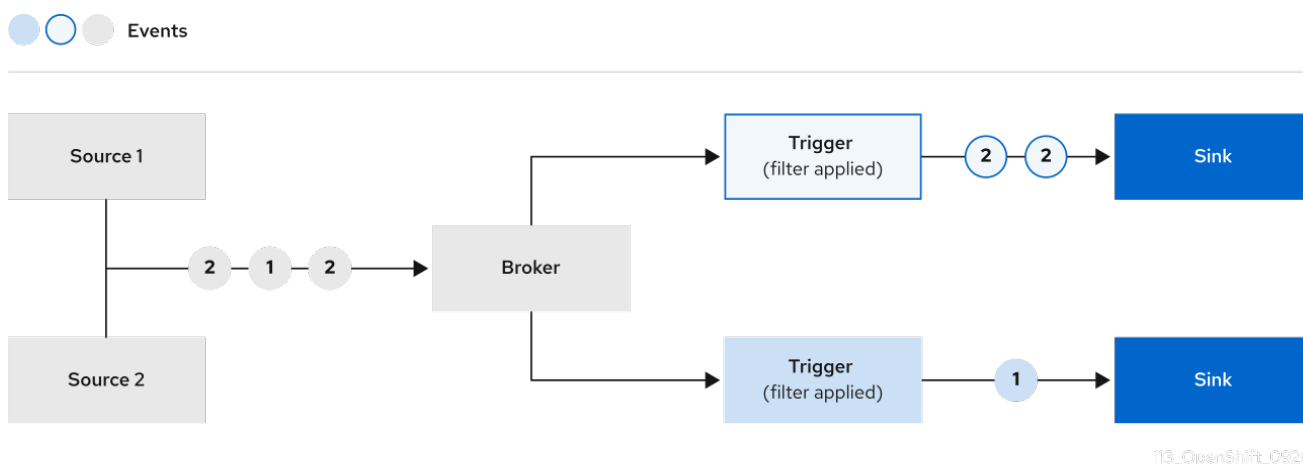 Events
Source 1
Trigger
(filter applied)
2 2
Sink
2 1 2
Broker
Source 2
Trigger
(filter applied)
1
Sink